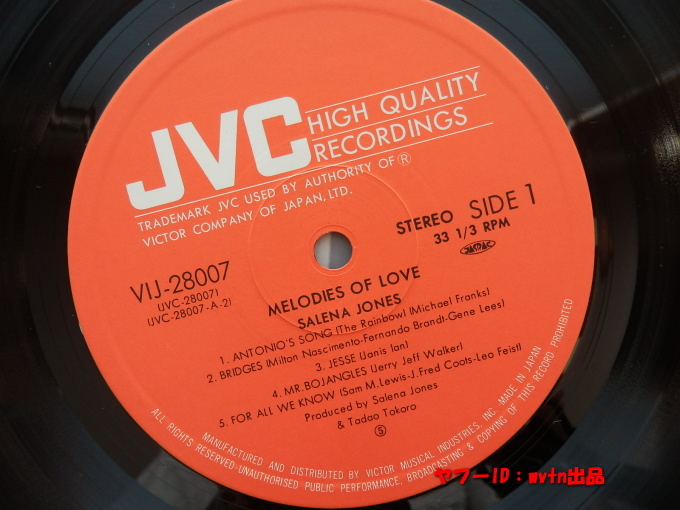 JVC
HIGH QUALITY
RECORDINGS
TRADEMARK JVC USED BY AUTHORITY OF Ⓡ
VICTOR COMPANY OF JAPAN, LTD.
STEREO SIDE 1
33 1/3 RPM
JASRAC
VIJ-28007
(JVC-28007)
(JVC-28007-A-2)
MELODIES OF LOVE
SALENA JONES
1. ANTONIO'S SONG (The Rainbow) (Michael Franks)
2. BRIDGES (Milton Nascimento-Fernando Brandt-Gene Lees)
3. JESSE (Janis Ian)
4. MR.BOJANGLES (Jerry Jeff Walker)
5. FOR ALL WE KNOW (Sam M.Lewis-J.Fred Coots-Leo Feist)
Produced by Salena Jones
& Tadao Tokoro
⑤
MANUFACTURED AND DISTRIBUTED BY VICTOR MUSICAL INDUSTRIES, INC. MADE IN JAPAN
ALL RIGHTS RESERVED·UNAUTHORISED PUBLIC PERFORMANCE, BROADCASTING & COPYING OF THIS RECORD PROHIBITED
ヤフーID：mvtn出品